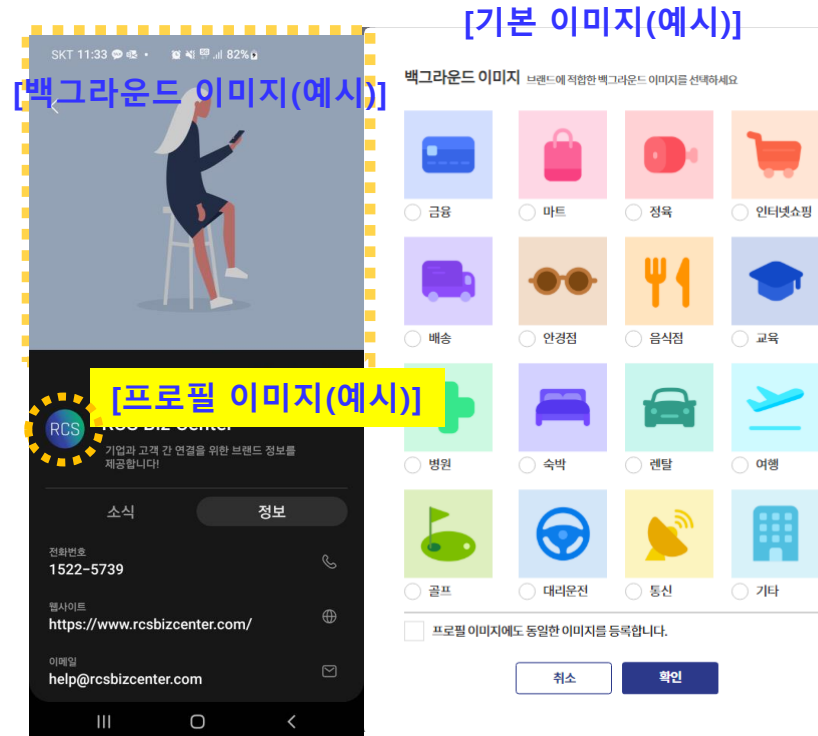 [기본 이미지(예시)]
SKT 11:33
82%
[백그라운드 이미지(예시)]
[프로필 이미지(예시)]
RCS
RCS Biz Center
기업과 고객 간 연결을 위한 브랜드 정보를
제공합니다!
소식
정보
전화번호
1522-5739
웹사이트
https://www.rcsbizcenter.com/
이메일
help@rcsbizcenter.com
백그라운드 이미지 브랜드에 적합한 백그라운드 이미지를 선택하세요
금융
마트
정육
인터넷쇼핑
배송
안경점
음식점
교육
병원
숙박
렌탈
여행
골프
대리운전
통신
기타
프로필 이미지에도 동일한 이미지를 등록합니다.
취소
확인